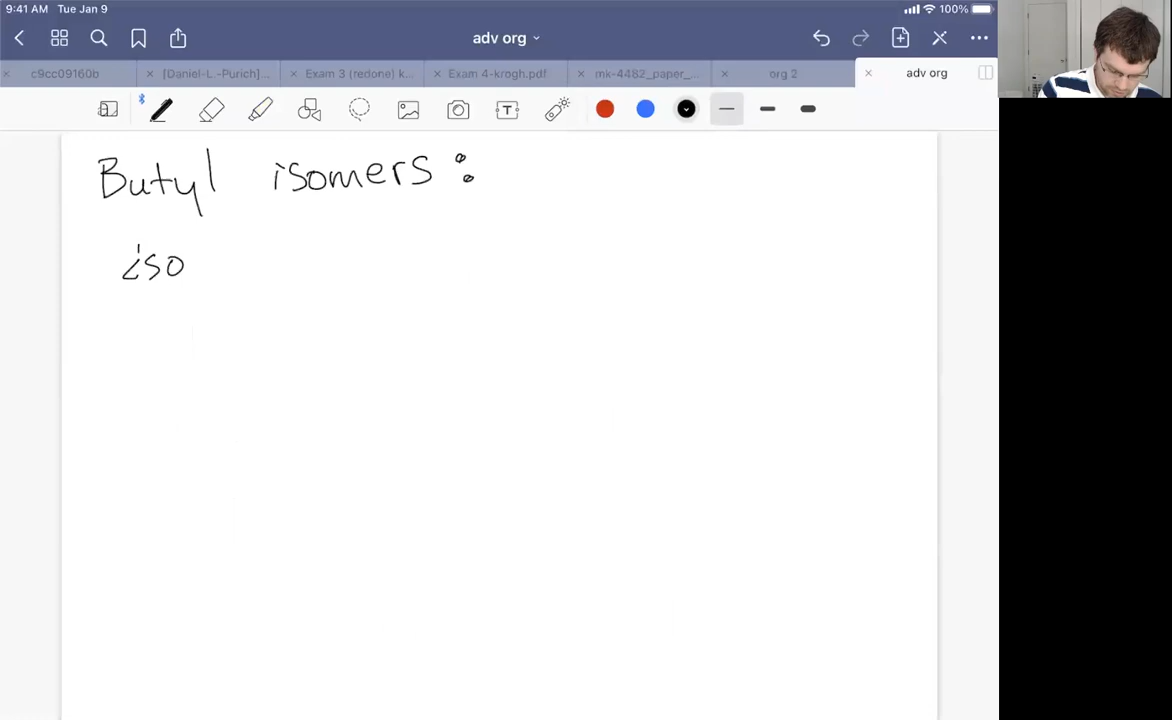 9:41 AM Tue Jan 9
100%
adv org
c9cc09160b
[Daniel-L.-Purich]...
Exam 3 (redone) k...
Exam 4-krogh.pdf
mk-4482_paper_...
org 2
adv org
Butyl isomers:
iso